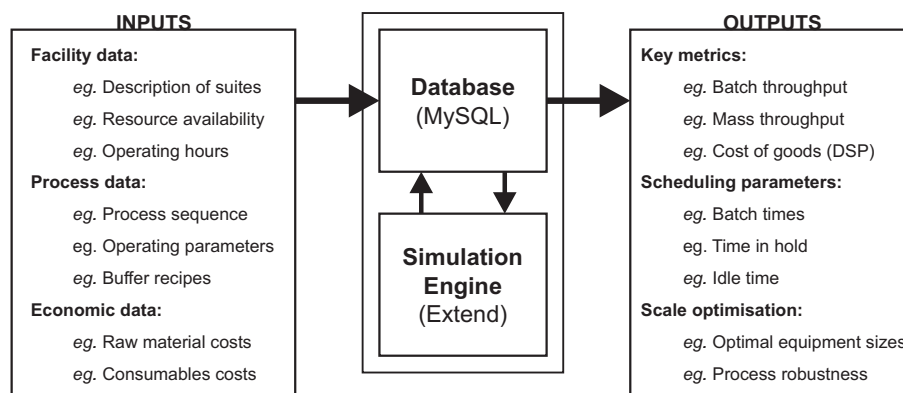 INPUTS
Facility data:
eg. Description of suites
eg. Resource availability
eg. Operating hours
Process data:
eg. Process sequence
eg. Operating parameters
eg. Buffer recipes
Economic data:
eg. Raw material costs
eg. Consumables costs
Database
(MySQL)
Simulation
Engine
(Extend)
OUTPUTS
Key metrics:
eg. Batch throughput
eg. Mass throughput
eg. Cost of goods (DSP)
Scheduling parameters:
eg. Batch times
eg. Time in hold
eg. Idle time
Scale optimisation:
eg. Optimal equipment sizes
eg. Process robustness